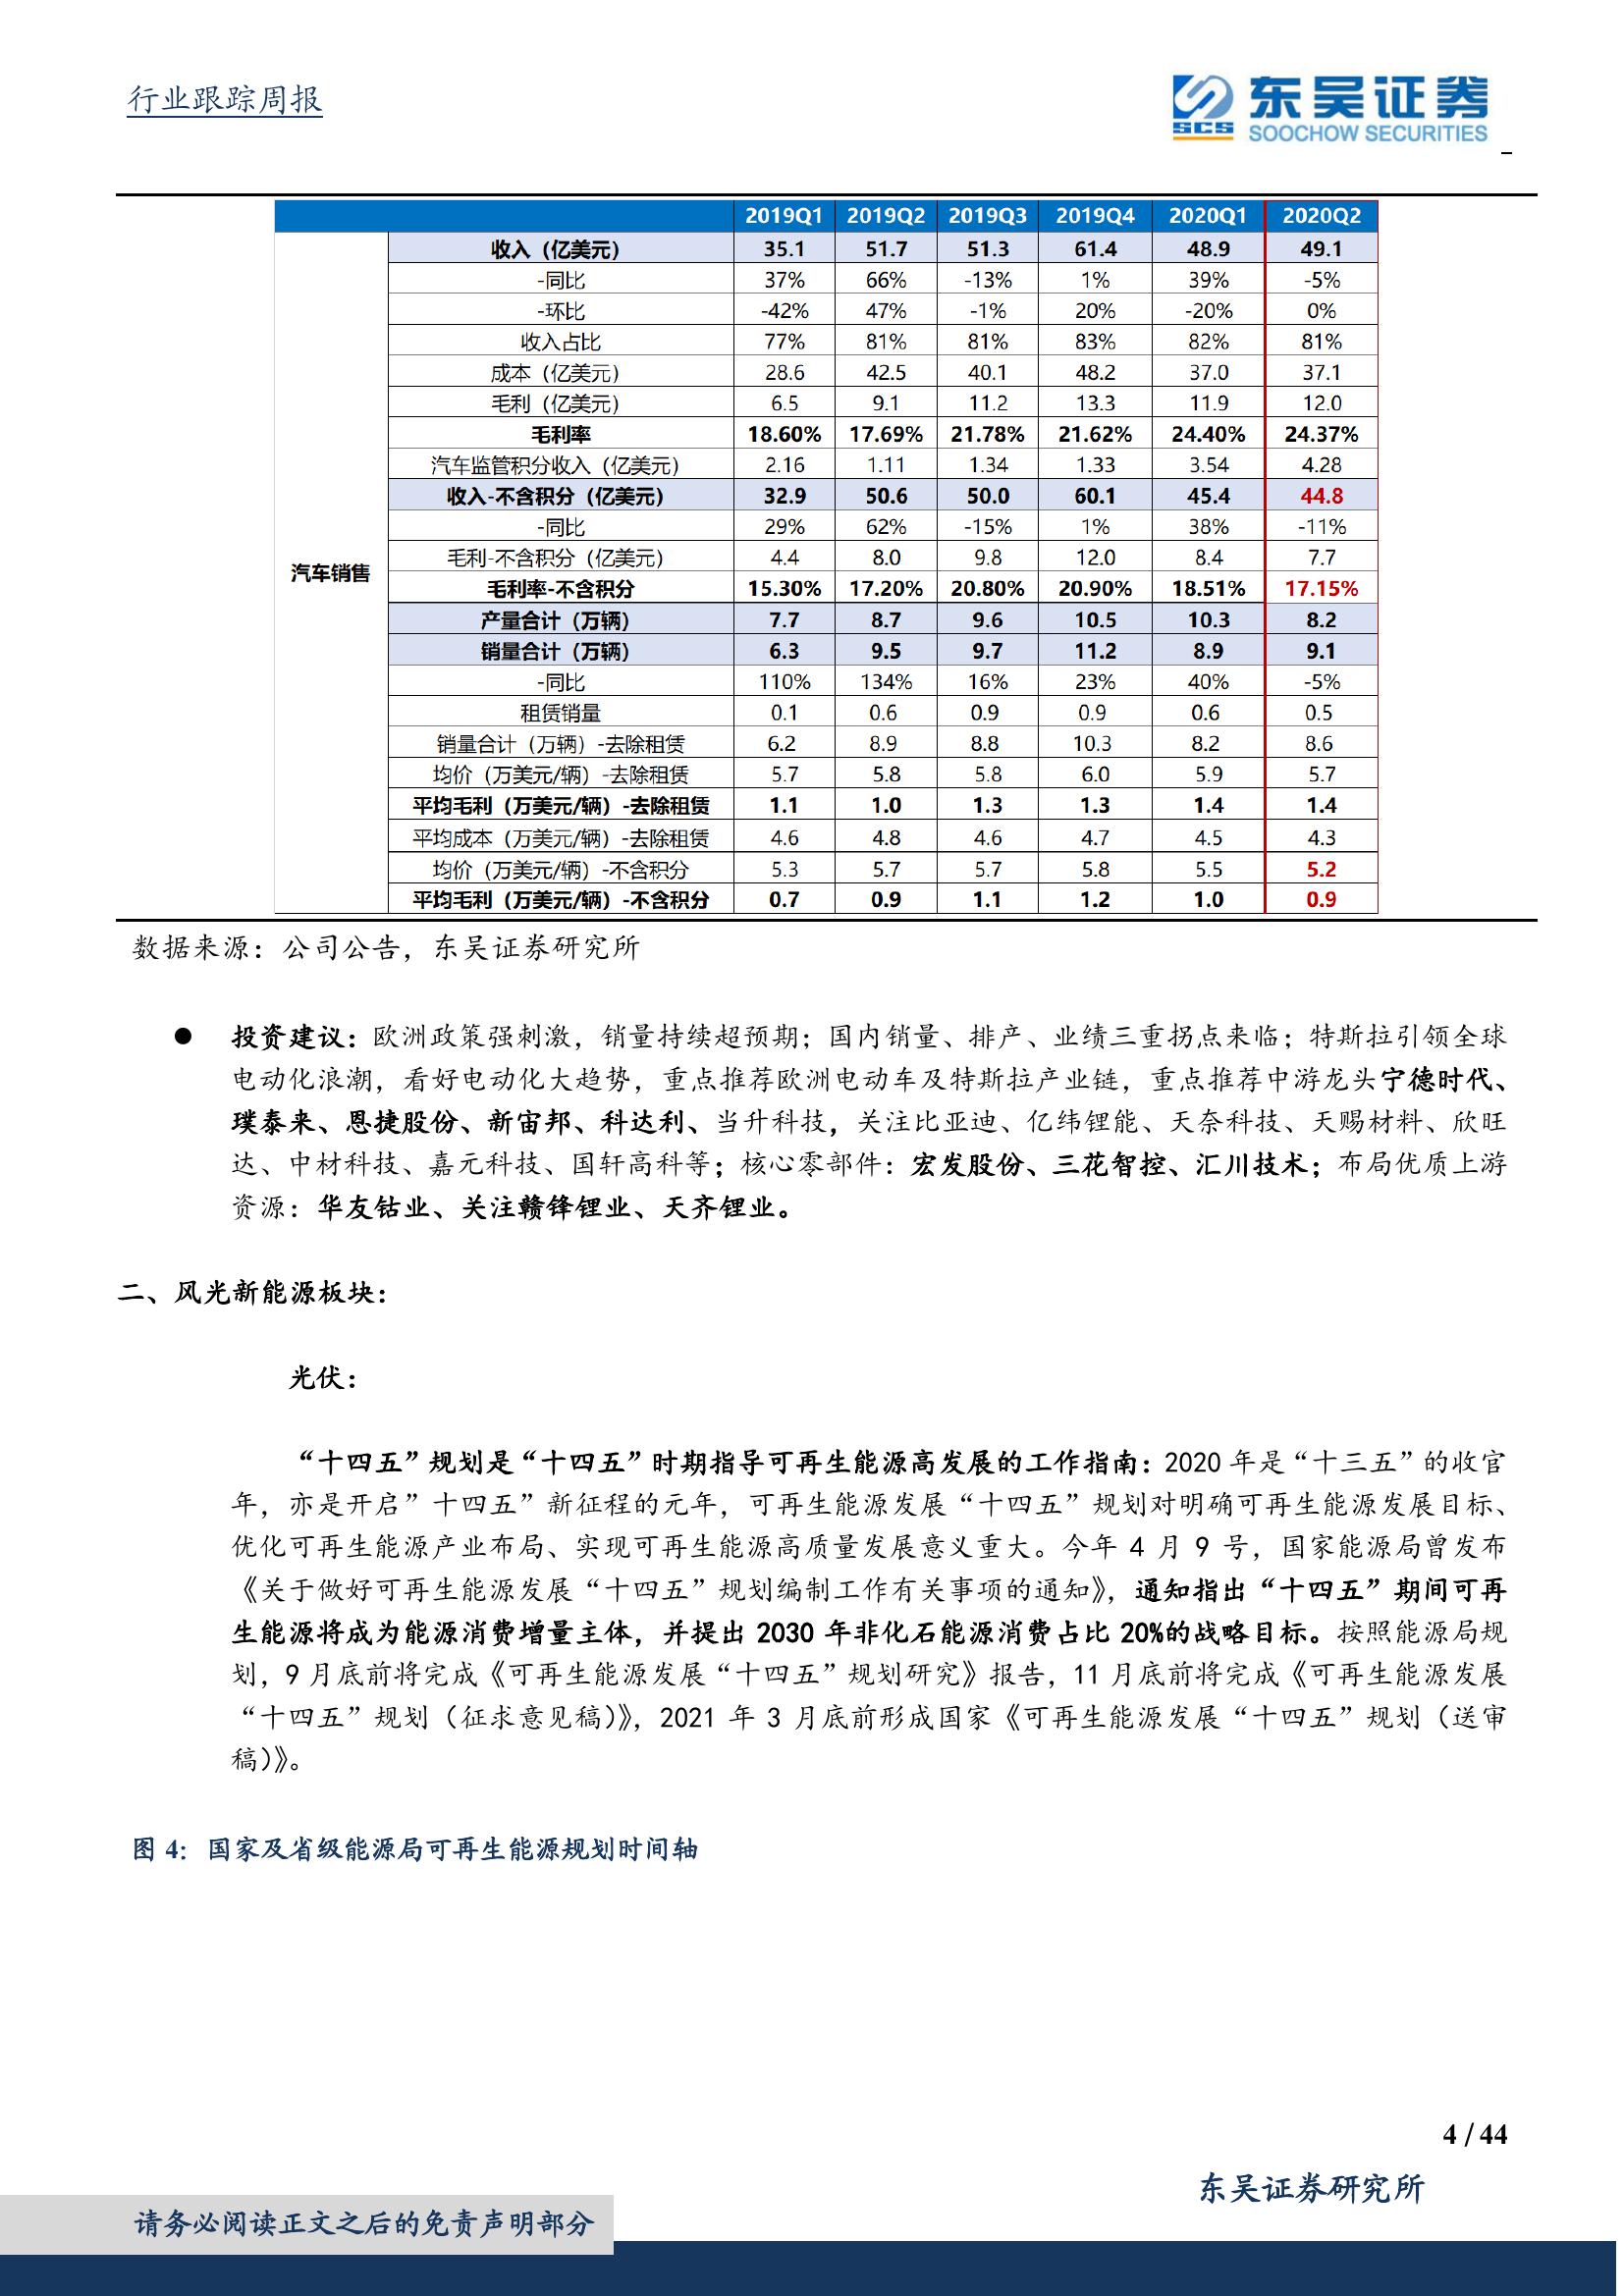 行业跟踪周报
SCS 东吴证券
SOOCHOW SECURITIES
2019Q1 2019Q2 2019Q3 2019Q4 2020Q1 2020Q2
收入（亿美元） 35.1 51.7 51.3 61.4 48.9 49.1
-同比 37% 66% -13% 1% 39% -5%
-环比 -42% 47% -1% 20% -20% 0%
收入占比 77% 81% 81% 83% 82% 81%
成本（亿美元） 28.6 42.5 40.1 48.2 37.0 37.1
毛利（亿美元） 6.5 9.1 11.2 13.3 11.9 12.0
毛利率 18.60% 17.69% 21.78% 21.62% 24.40% 24.37%
汽车监管积分收入（亿美元） 2.16 1.11 1.34 1.33 3.54 4.28
收入-不含积分（亿美元） 32.9 50.6 50.0 60.1 45.4 44.8
-同比 29% 62% -15% 1% 38% -11%
毛利-不含积分（亿美元） 4.4 8.0 9.8 12.0 8.4 7.7
汽车销售
毛利率-不含积分 15.30% 17.20% 20.80% 20.90% 18.51% 17.15%
产量合计（万辆） 7.7 8.7 9.6 10.5 10.3 8.2
销量合计（万辆） 6.3 9.5 9.7 11.2 8.9 9.1
-同比 110% 134% 16% 23% 40% -5%
租赁销量 0.1 0.6 0.9 0.9 0.6 0.5
销量合计（万辆）-去除租赁 6.2 8.9 8.8 10.3 8.2 8.6
均价（万美元/辆）-去除租赁 5.7 5.8 5.8 6.0 5.9 5.7
平均毛利（万美元/辆）-去除租赁 1.1 1.0 1.3 1.3 1.4 1.4
平均成本（万美元/辆）-去除租赁 4.6 4.8 4.6 4.7 4.5 4.3
均价（万美元/辆）-不含积分 5.3 5.7 5.7 5.8 5.5 5.2
平均毛利（万美元/辆）-不含积分 0.7 0.9 1.1 1.2 1.0 0.9
数据来源：公司公告，东吴证券研究所
● 投资建议：欧洲政策强刺激，销量持续超预期；国内销量、排产、业绩三重拐点来临；特斯拉引领全球
电动化浪潮，看好电动化大趋势，重点推荐欧洲电动车及特斯拉产业链，重点推荐中游龙头宁德时代、
璞泰来、恩捷股份、新宙邦、科达利、当升科技，关注比亚迪、亿纬锂能、天奈科技、天赐材料、欣旺
达、中材科技、嘉元科技、国轩高科等；核心零部件：宏发股份、三花智控、汇川技术；布局优质上游
资源：华友钴业、关注赣锋锂业、天齐锂业。
二、风光新能源板块：
光伏：
“十四五”规划是“十四五”时期指导可再生能源高发展的工作指南：2020 年是“十三五”的收官
年，亦是开启”十四五”新征程的元年，可再生能源发展“十四五”规划对明确可再生能源发展目标、
优化可再生能源产业布局、实现可再生能源高质量发展意义重大。今年 4 月 9 号，国家能源局曾发布
《关于做好可再生能源发展“十四五”规划编制工作有关事项的通知》，通知指出“十四五”期间可再
生能源将成为能源消费增量主体，并提出 2030 年非化石能源消费占比 20%的战略目标。按照能源局规
划，9 月底前将完成《可再生能源发展“十四五”规划研究》报告，11 月底前将完成《可再生能源发展
“十四五”规划（征求意见稿）》，2021 年 3 月底前形成国家《可再生能源发展“十四五”规划（送审
稿）》。
图 4：国家及省级能源局可再生能源规划时间轴
4 / 44
东吴证券研究所
请务必阅读正文之后的免责声明部分